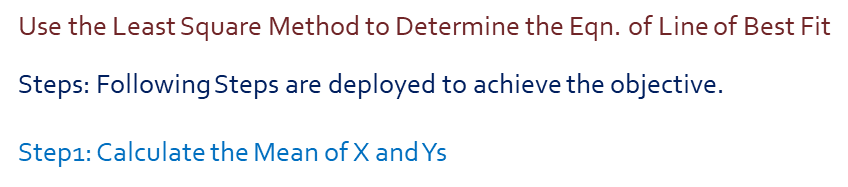 Use the Least Square Method to Determine the Eqn. of Line of Best Fit
Steps: Following Steps are deployed to achieve the objective.
Step1: Calculate the Mean of X and Ys